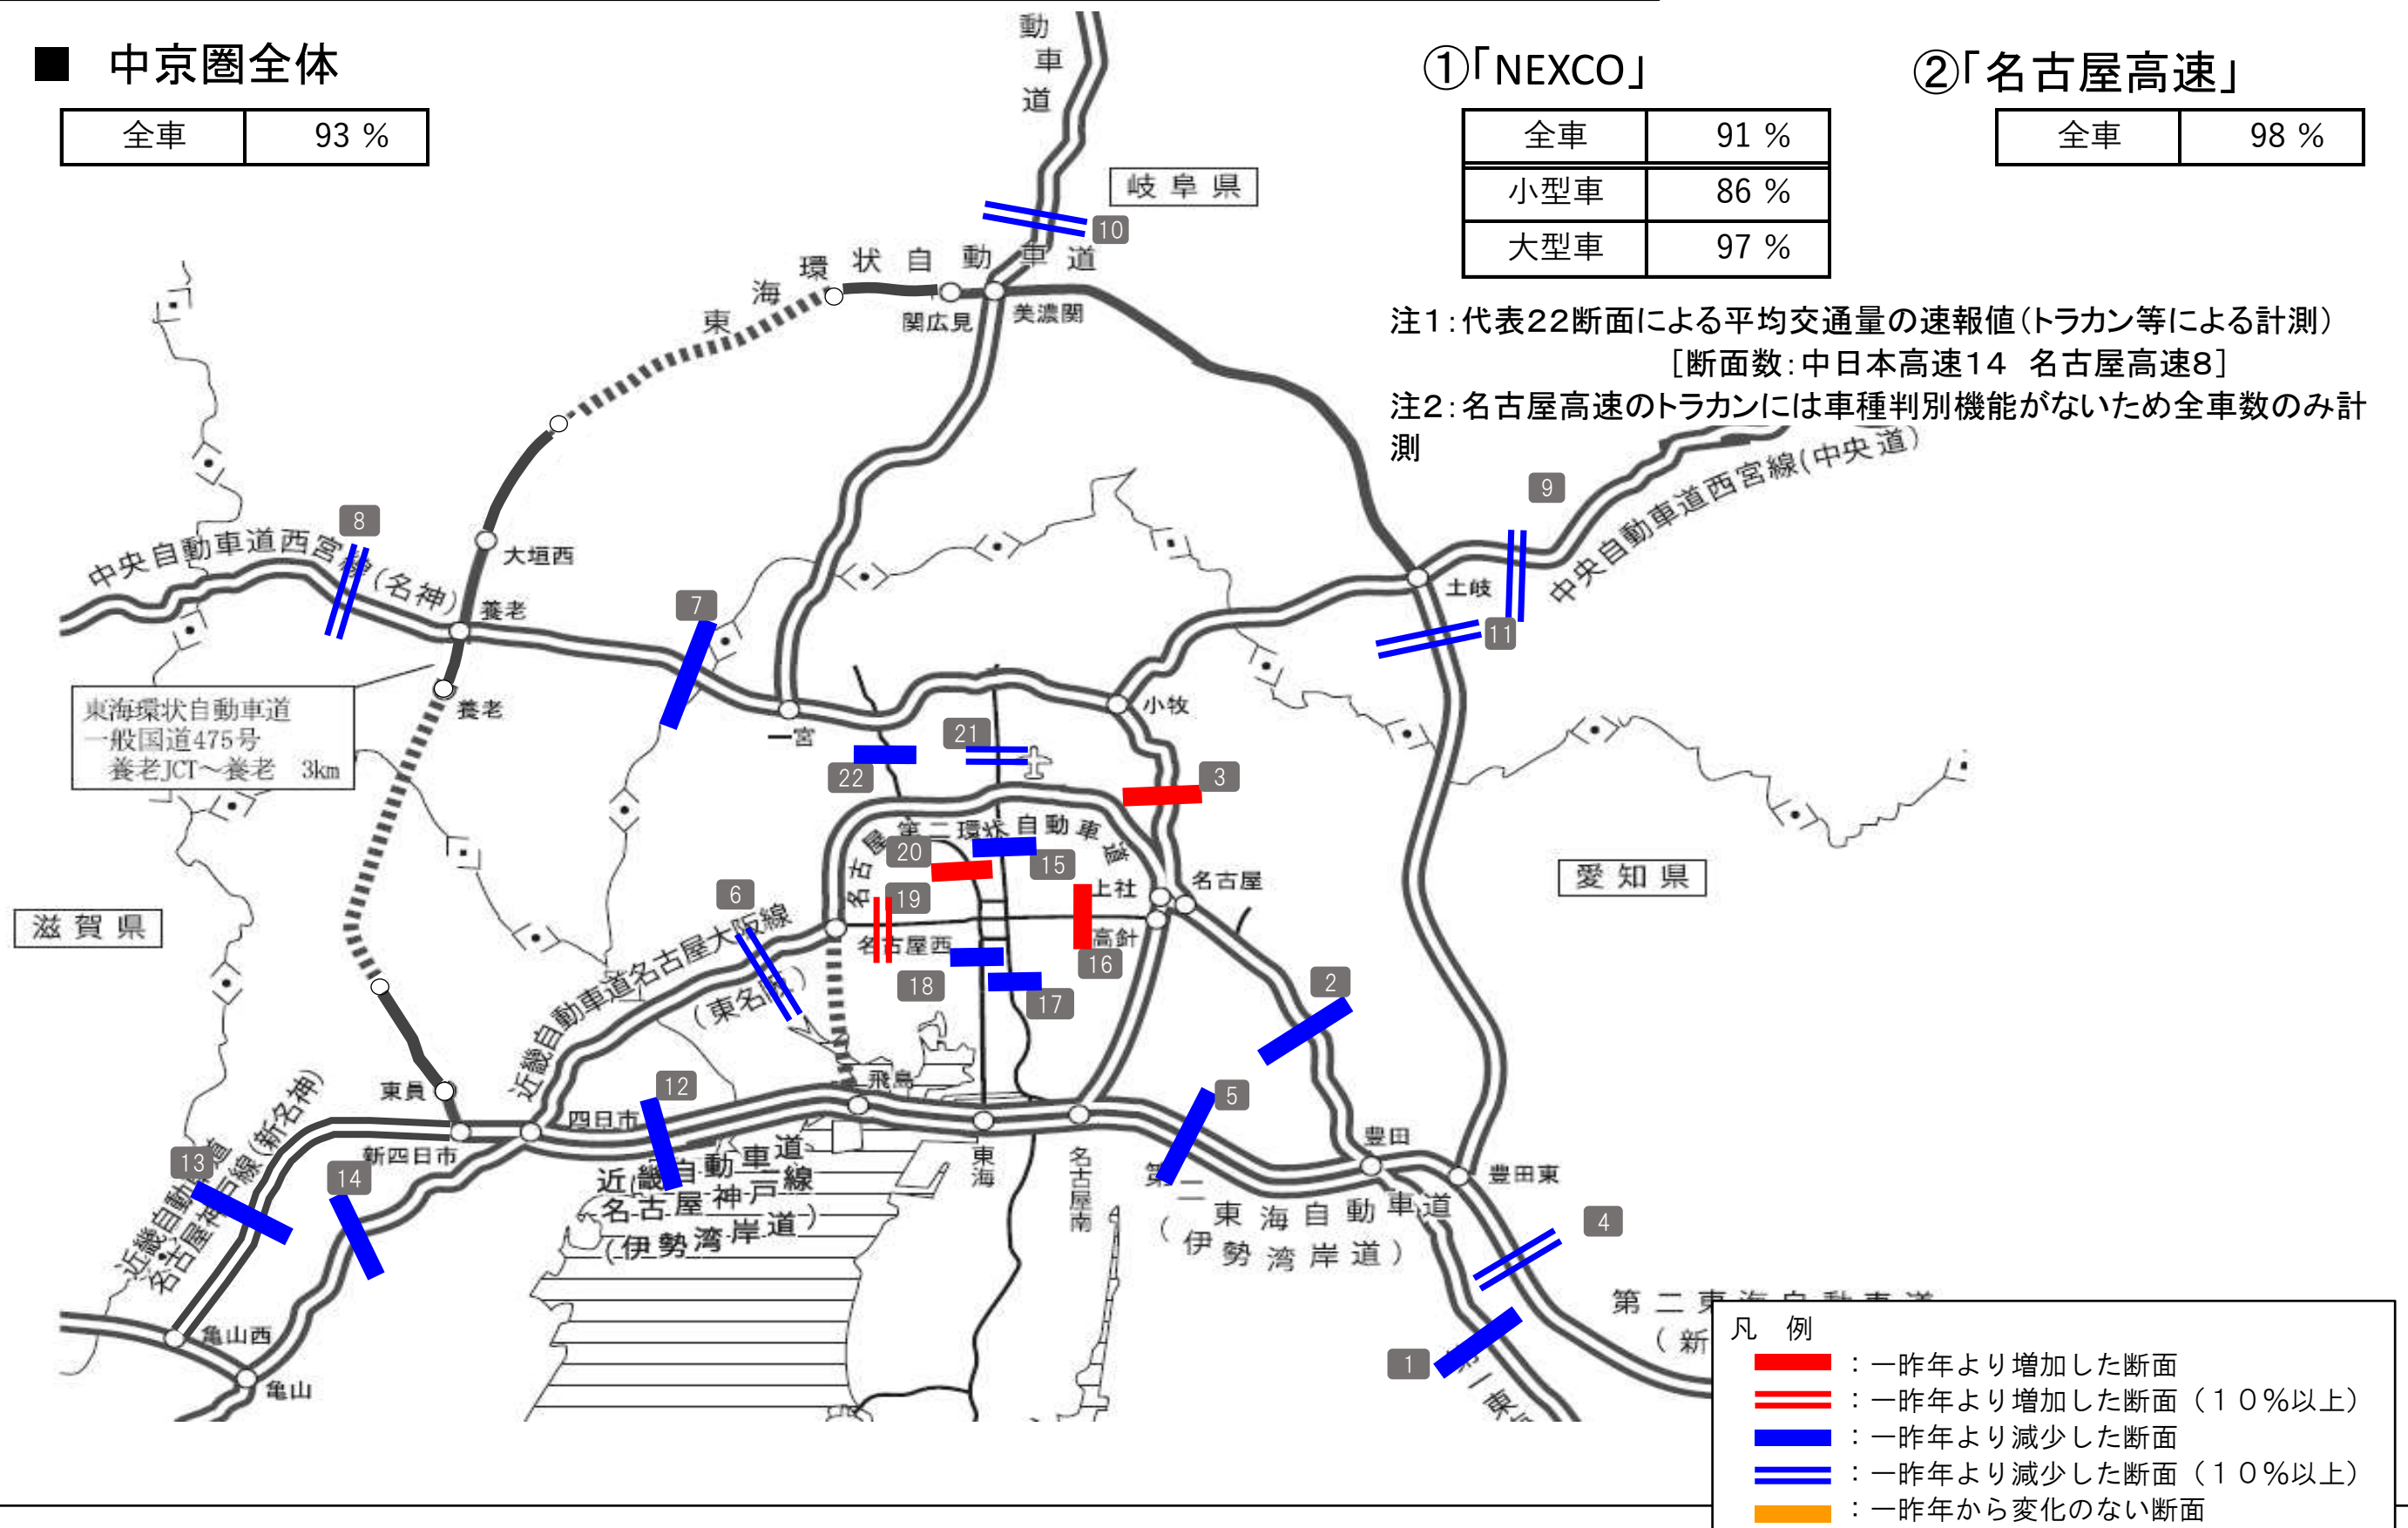 ■ 中京圏全体
全車 93 %
①「NEXCO」
全車 91 %
小型車 86 %
大型車 97 %
②「名古屋高速」
全車 98 %
注1:代表22断面による平均交通量の速報値(トラカン等による計測)
[断面数:中日本高速14 名古屋高速8]
注2:名古屋高速のトラカンには車種判別機能がないため全車数のみ計
測
動車道
岐阜県
10
東海環状自動車道
関広見
美濃関
9
中央自動車道西宮線(中央道)
8
中央自動車道西宮線(名神)
大垣西
養老
7
土岐
11
東海環状自動車道
一般国道475号
養老JCT~養老 3km
養老
一宮
小牧
21
22
3
名古屋第二環状自動車道
20
15
上社
名古屋
愛知県
滋賀県
6
19
名古屋西
高針
16
近畿自動車道名古屋大阪線
(東名阪)
18
17
2
東員
12
飛島
四日市
5
新四日市
13
14
近畿自動車道
名古屋神戸線(新名神)
近畿自動車道
名古屋神戸線
(伊勢湾岸道)
東海
名古屋南
豊田
豊田東
第二東海自動車道
(伊勢湾岸道)
4
亀山西
亀山
1
第一東
第二東海自動車道
(新
凡 例
:一昨年より増加した断面
:一昨年より増加した断面(10%以上)
:一昨年より減少した断面
:一昨年より減少した断面(10%以上)
:一昨年から変化のない断面